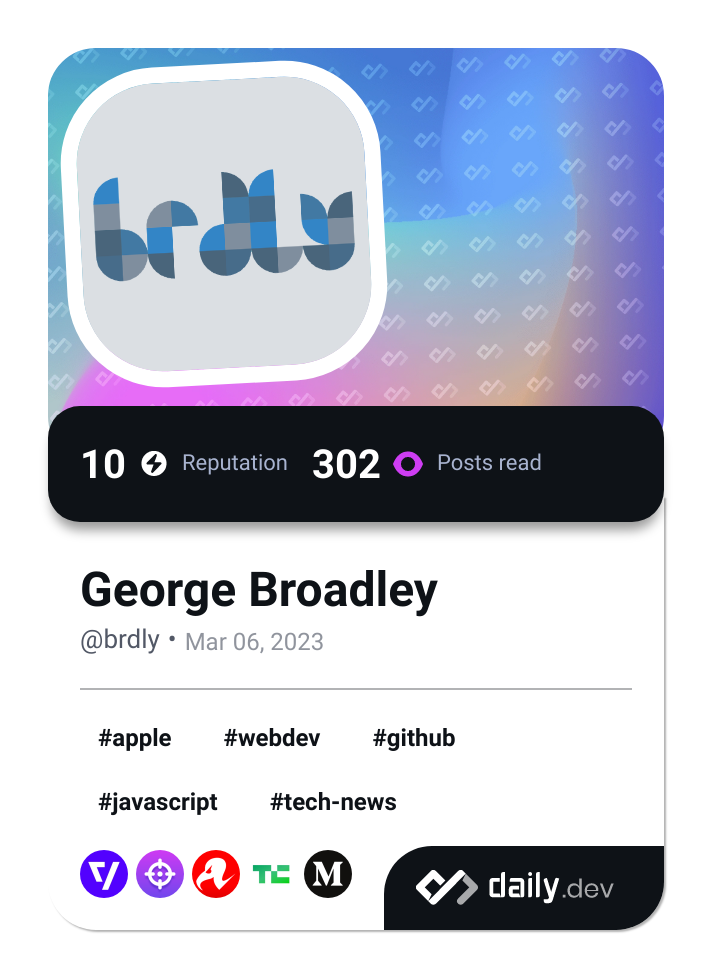 brdly
10 Reputation 302 Posts read
George Broadley
@brdly • Mar 06, 2023
#apple #webdev #github
#javascript #tech-news
TC M daily.dev